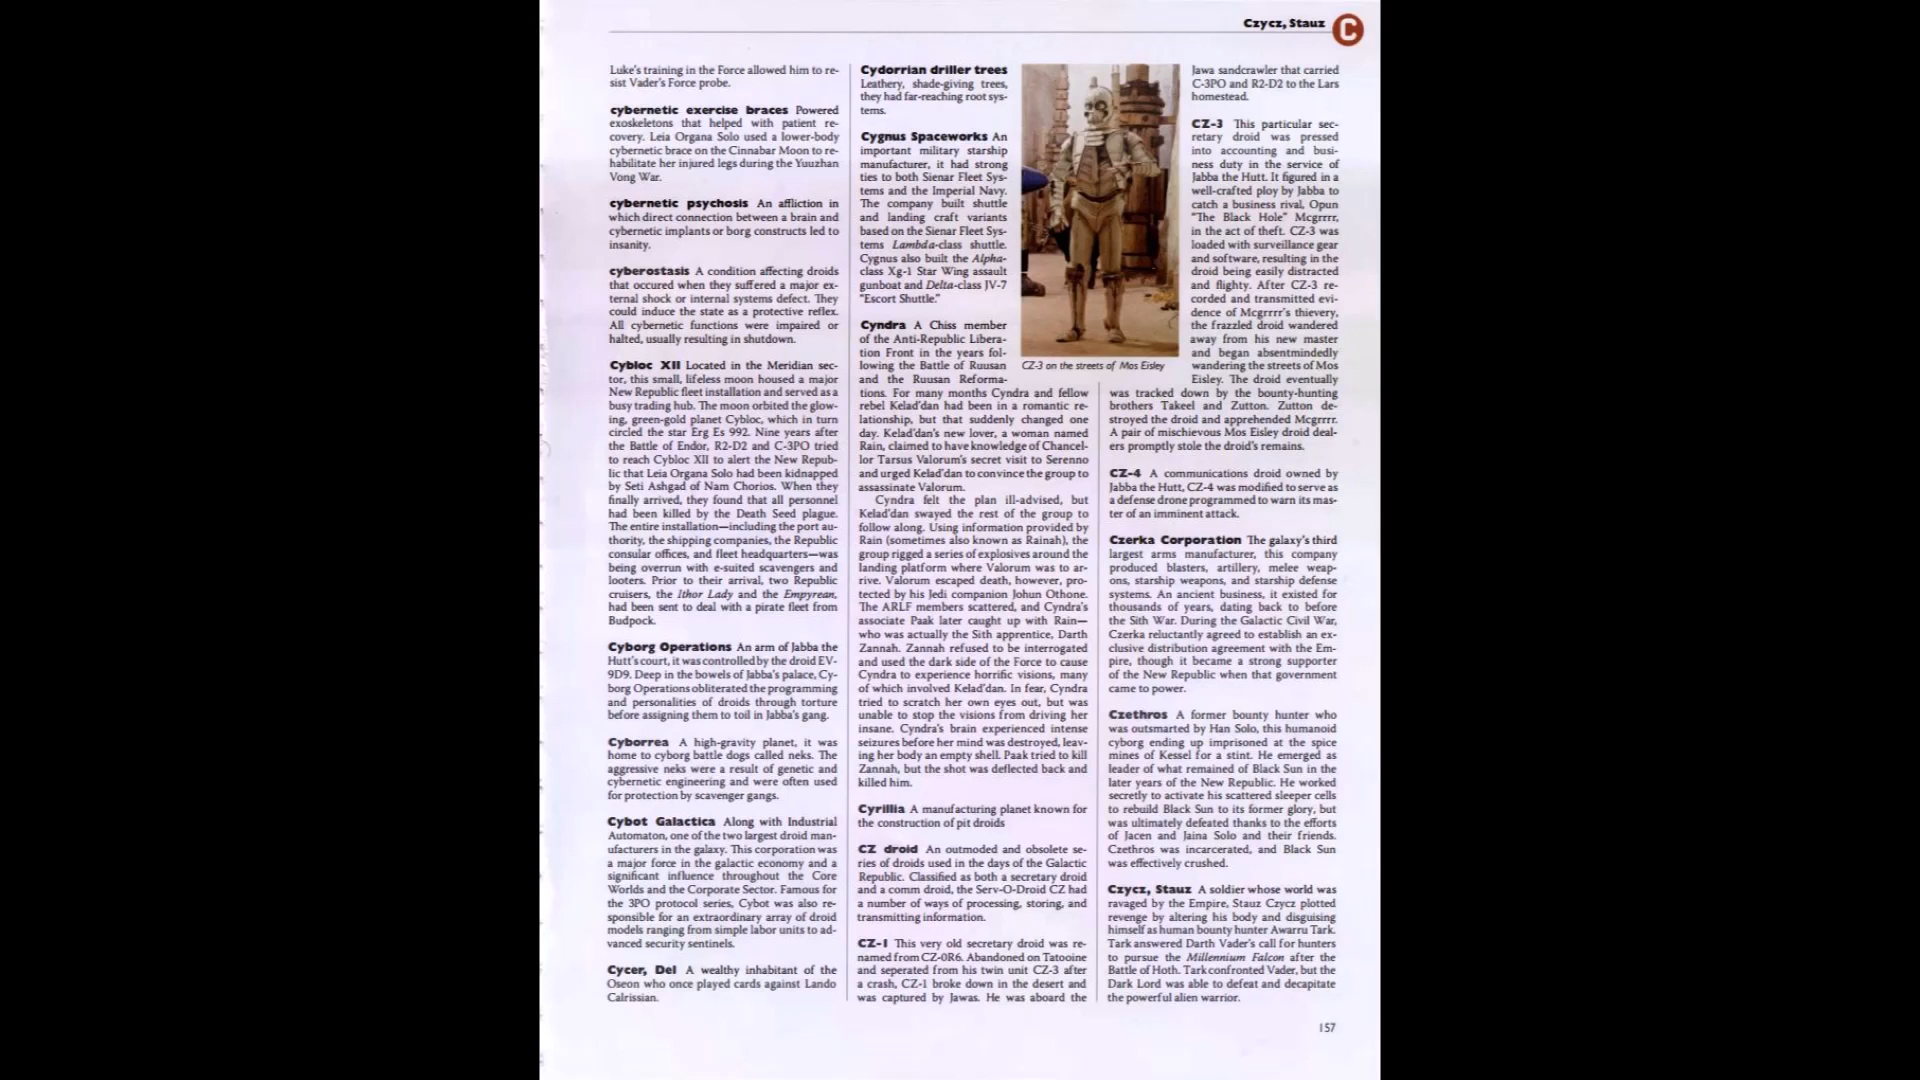 Czycz, Stauz C
Luke's training in the Force allowed him to re-
sist Vader's Force probe.
cybernetic exercise braces Powered
exoskeletons that helped with patient re-
covery. Leia Organa Solo used a lower-body
cybernetic brace on the Cinnabar Moon to re-
habilitate her injured legs during the Yuuzhan
Vong War.
cybernetic psychosis An affliction in
which direct connection between a brain and
cybernetic implants or borg constructs led to
insanity.
cyberostasis A condition affecting droids
that occured when they suffered a major ex-
ternal shock or internal systems defect. They
could induce the state as a protective reflex.
All cybernetic functions were impaired or
halted, usually resulting in shutdown.
Cybloc XII Located in the Meridian sec-
tor, this small, lifeless moon housed a major
New Republic fleet installation and served as a
busy trading hub. The moon orbited the glow-
ing, green-gold planet Cybloc, which in turn
circled the star Erg Es 992. Nine years after
the Battle of Endor, R2-D2 and C-3PO tried
to reach Cybloc XII to alert the New Repub-
lic that Leia Organa Solo had been kidnapped
by Seti Ashgad of Nam Chorios. When they
finally arrived, they found that all personnel
had been killed by the Death Seed plague.
The entire installation—including the port au-
thority, the shipping companies, the Republic
consular offices, and fleet headquarters—was
being overrun with e-suited scavengers and
looters. Prior to their arrival, two Republic
cruisers, the Ithor Lady and the Empyrean,
had been sent to deal with a pirate fleet from
Budpock.
Cyborg Operations An arm of Jabba the
Hutt's court, it was controlled by the droid EV-
9D9. Deep in the bowels of Jabba's palace, Cy-
borg Operations obliterated the programming
and personalities of droids through torture
before assigning them to toil in Jabba's gang.
Cyborrea A high-gravity planet, it was
home to cyborg battle dogs called neks. The
aggressive neks were a result of genetic and
cybernetic engineering and were often used
for protection by scavenger gangs.
Cybot Galactica Along with Industrial
Automaton, one of the two largest droid man-
ufacturers in the galaxy. This corporation was
a major force in the galactic economy and a
significant influence throughout the Core
Worlds and the Corporate Sector. Famous for
the 3PO protocol series, Cybot was also re-
sponsible for an extraordinary array of droid
models ranging from simple labor units to ad-
vanced security sentinels.
Cycer, Del A wealthy inhabitant of the
Oseon who once played cards against Lando
Calrissian.
Cydorrian driller trees
Leathery, shade-giving trees,
they had far-reaching root sys-
tems.
Cygnus Spaceworks An
important military starship
manufacturer, it had strong
ties to both Sienar Fleet Sys-
tems and the Imperial Navy.
The company built shuttle
and landing craft variants
based on the Sienar Fleet Sys-
tems Lambda-class shuttle.
Cygnus also built the Alpha-
class Xg-1 Star Wing assault
gunboat and Delta-class JV-7
"Escort Shuttle."
Cyndra A Chiss member
of the Anti-Republic Libera-
tion Front in the years fol-
lowing the Battle of Ruusan
and the Ruusan Reforma-
tions. For many months Cyndra and fellow
rebel Kelad'dan had been in a romantic re-
lationship, but that suddenly changed one
day. Kelad'dan's new lover, a woman named
Rain, claimed to have knowledge of Chancel-
lor Tarsus Valorum's secret visit to Serenno
and urged Kelad'dan to convince the group to
assassinate Valorum.
Cyndra felt the plan ill-advised, but
Kelad'dan swayed the rest of the group to
follow along. Using information provided by
Rain (sometimes also known as Rainah), the
group rigged a series of explosives around the
landing platform where Valorum was to ar-
rive. Valorum escaped death, however, pro-
tected by his Jedi companion Johun Othone.
The ARLF members scattered, and Cyndra's
associate Paak later caught up with Rain—
who was actually the Sith apprentice, Darth
Zannah. Zannah refused to be interrogated
and used the dark side of the Force to cause
Cyndra to experience horrific visions, many
of which involved Kelad'dan. In fear, Cyndra
tried to scratch her own eyes out, but was
unable to stop the visions from driving her
insane. Cyndra's brain experienced intense
seizures before her mind was destroyed, leav-
ing her body an empty shell. Paak tried to kill
Zannah, but the shot was deflected back and
killed him.
Cyrillia A manufacturing planet known for
the construction of pit droids
CZ droid An outmoded and obsolete se-
ries of droids used in the days of the Galactic
Republic. Classified as both a secretary droid
and a comm droid, the Serv-O-Droid CZ had
a number of ways of processing, storing, and
transmitting information.
CZ-1 This very old secretary droid was re-
named from CZ-0R6. Abandoned on Tatooine
and seperated from his twin unit CZ-3 after
a crash, CZ-1 broke down in the desert and
was captured by Jawas. He was aboard the
CZ-3 on the streets of Mos Eisley
Jawa sandcrawler that carried
C-3PO and R2-D2 to the Lars
homestead.
CZ-3 This particular sec-
retary droid was pressed
into accounting and busi-
ness duty in the service of
Jabba the Hutt. It figured in a
well-crafted ploy by Jabba to
catch a business rival, Opun
"The Black Hole" Mcgrrrr,
in the act of theft. CZ-3 was
loaded with surveillance gear
and software, resulting in the
droid being easily distracted
and flighty. After CZ-3 re-
corded and transmitted evi-
dence of Mcgrrrr's thievery,
the frazzled droid wandered
away from his new master
and began absentmindedly
wandering the streets of Mos
Eisley. The droid eventually
was tracked down by the bounty-hunting
brothers Takeel and Zutton. Zutton de-
stroyed the droid and apprehended Mcgrrrr.
A pair of mischievous Mos Eisley droid deal-
ers promptly stole the droid's remains.
CZ-4 A communications droid owned by
Jabba the Hutt, CZ-4 was modified to serve as
a defense drone programmed to warn its mas-
ter of an imminent attack.
Czerka Corporation The galaxy's third
largest arms manufacturer, this company
produced blasters, artillery, melee weap-
ons, starship weapons, and starship defense
systems. An ancient business, it existed for
thousands of years, dating back to before
the Sith War. During the Galactic Civil War,
Czerka reluctantly agreed to establish an ex-
clusive distribution agreement with the Em-
pire, though it became a strong supporter
of the New Republic when that government
came to power.
Czethros A former bounty hunter who
was outsmarted by Han Solo, this humanoid
cyborg ending up imprisoned at the spice
mines of Kessel for a stint. He emerged as
leader of what remained of Black Sun in the
later years of the New Republic. He worked
secretly to activate his scattered sleeper cells
to rebuild Black Sun to its former glory, but
was ultimately defeated thanks to the efforts
of Jacen and Jaina Solo and their friends.
Czethros was incarcerated, and Black Sun
was effectively crushed.
Czycz, Stauz A soldier whose world was
ravaged by the Empire, Stauz Czycz plotted
revenge by altering his body and disguising
himself as human bounty hunter Awarru Tark.
Tark answered Darth Vader's call for hunters
to pursue the Millennium Falcon after the
Battle of Hoth. Tark confronted Vader, but the
Dark Lord was able to defeat and decapitate
the powerful alien warrior.
157